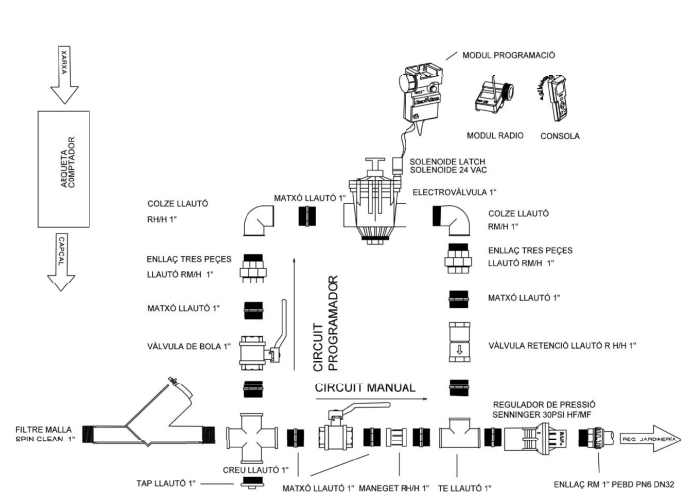 XARXA
ARQUETA
COMPTADOR
CAPÇAL
MODUL PROGRAMACIÓ
MODUL RADIO
CONSOLA
SOLENOIDE LATCH
SOLENOIDE 24 VAC
ELECTROVÀLVULA 1"
MATXÓ LLAUTÓ 1"
COLZE LLAUTÓ
RH/H 1"
COLZE LLAUTÓ
RM/H 1"
ENLLAÇ TRES PEÇES
LLAUTÓ RM/H 1"
ENLLAÇ TRES PEÇES
LLAUTÓ RM/H 1"
MATXÓ LLAUTÓ 1"
MATXÓ LLAUTÓ 1"
VÀLVULA DE BOLA 1"
CIRCUIT
PROGRAMADOR
VÀLVULA RETENCIÓ LLAUTÓ R H/H 1"
CIRCUIT MANUAL
REGULADOR DE PRESSIÓ
SENNINGER 30PSI HF/MF
FILTRE MALLA
SPIN CLEAN 1"
REG. JARDINERIA
CREU LLAUTÓ 1"
TAP LLAUTÓ 1"
MATXÓ LLAUTÓ 1"
MANEGET RH/H 1"
TE LLAUTÓ 1"
ENLLAÇ RM 1" PEBD PN6 DN32